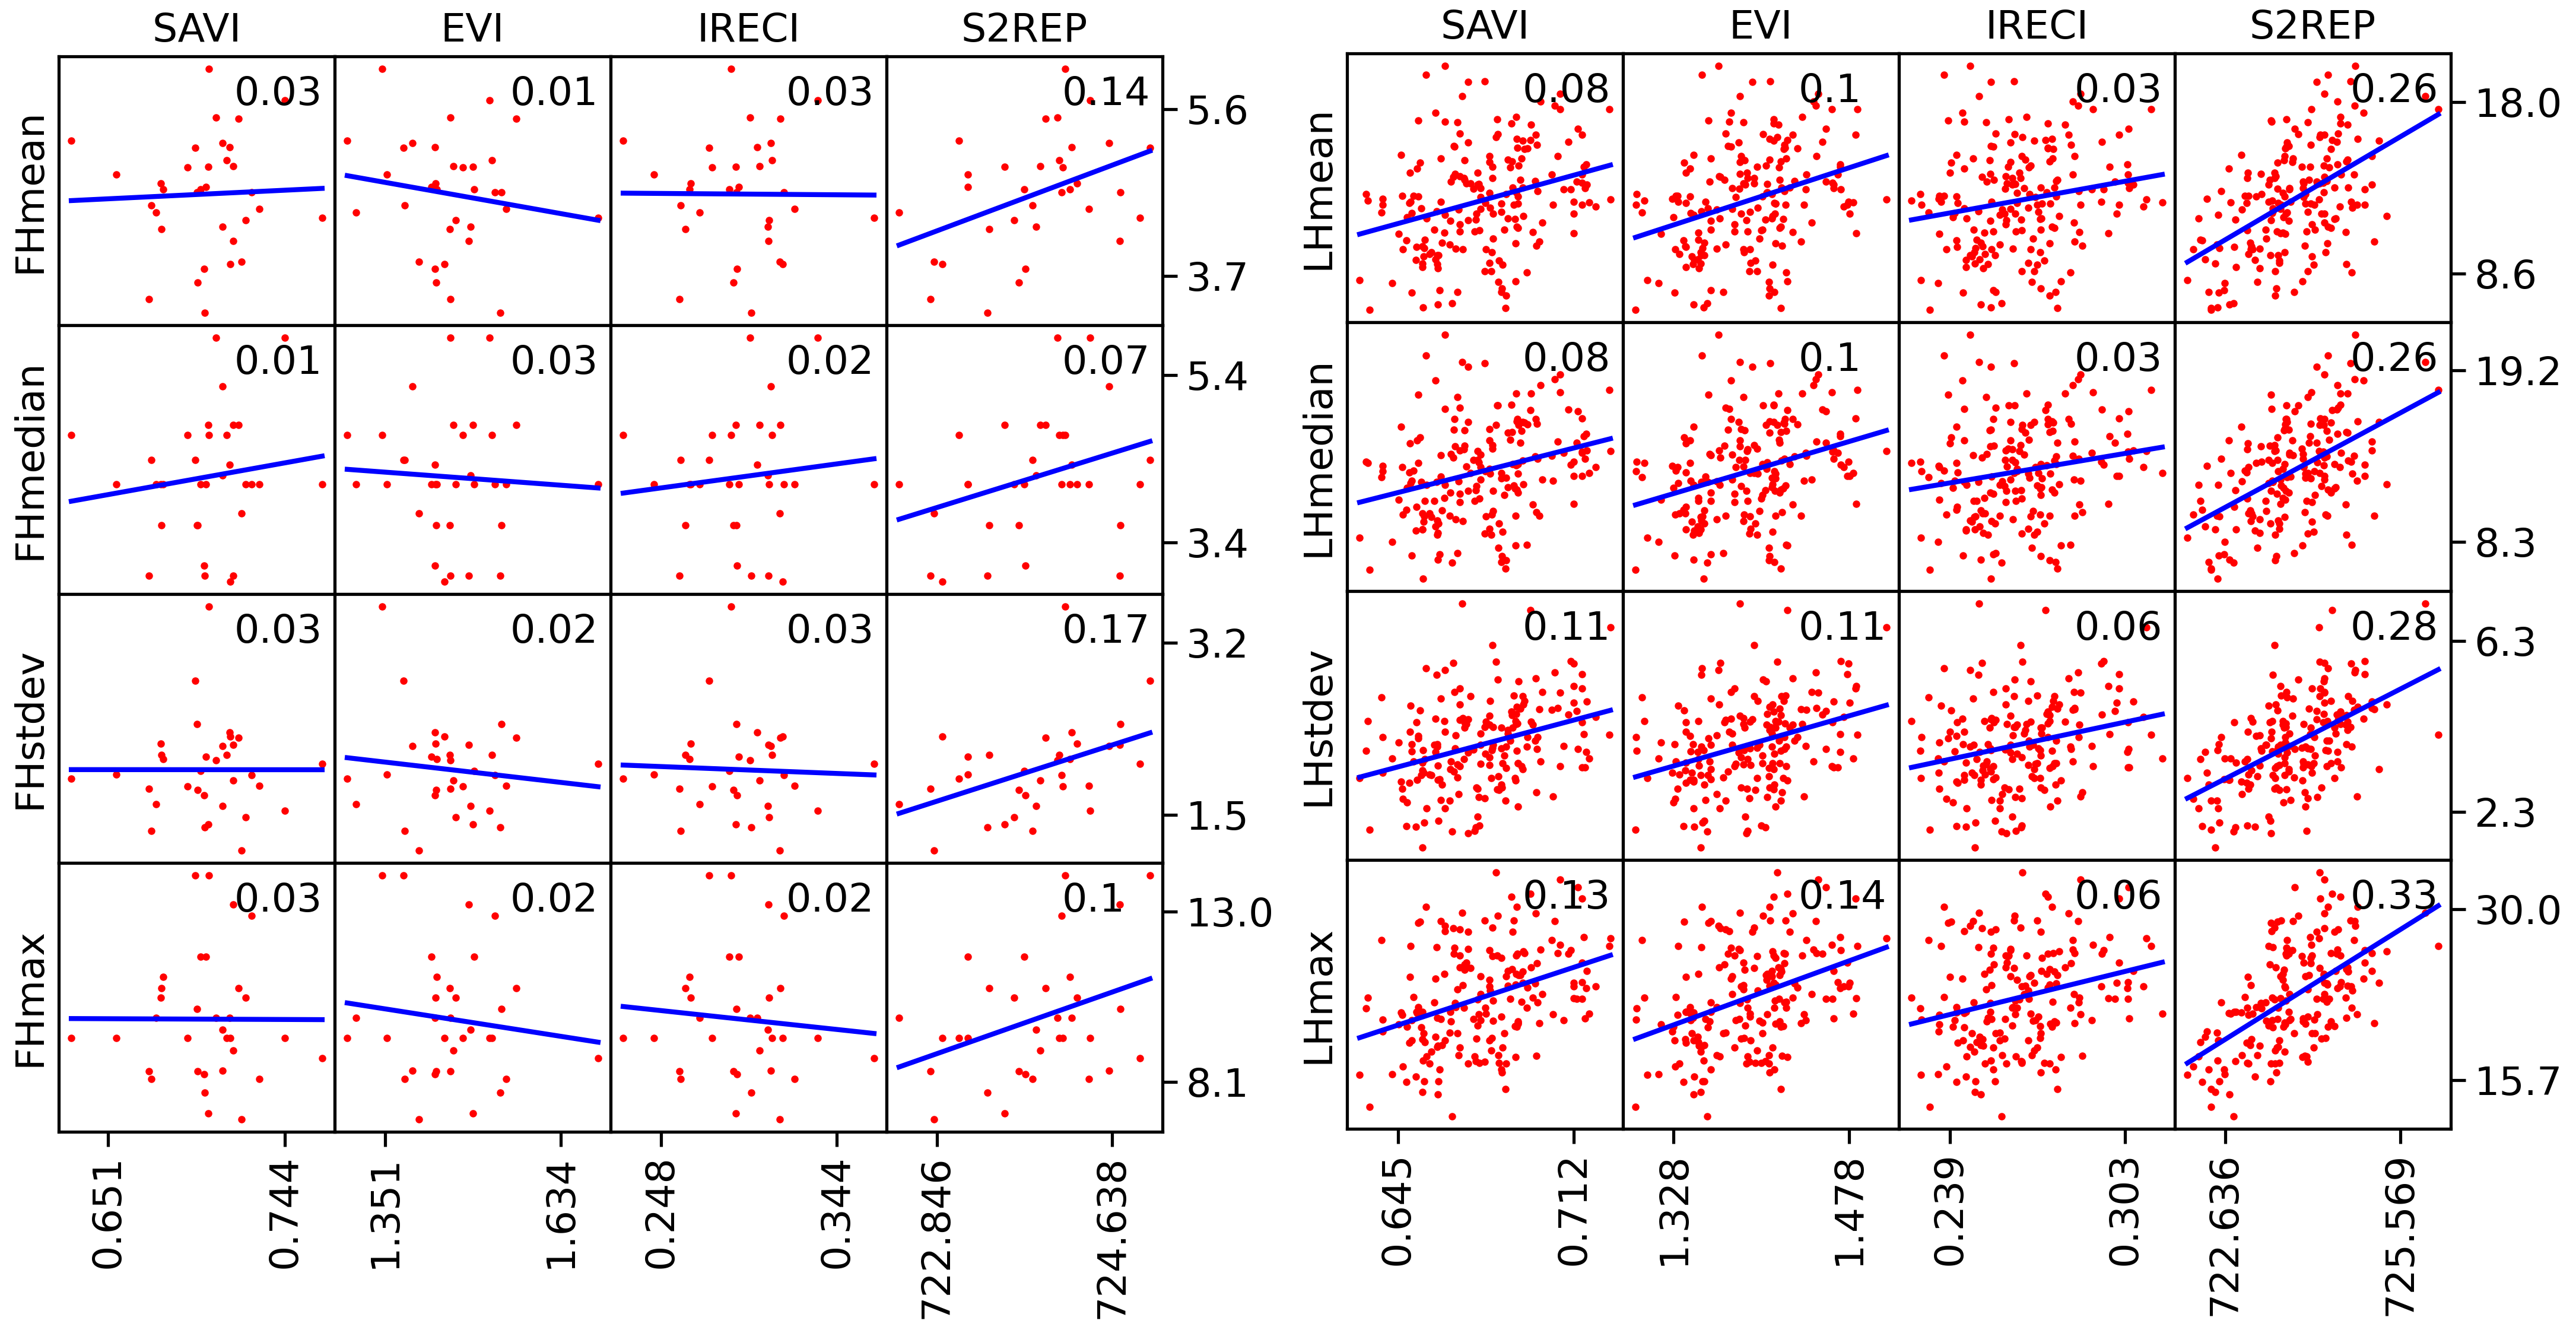 SAVI EVI IRECI S2REP
FHmean 0.03 0.01 0.03 0.14 5.6
3.7
FHmedian 0.01 0.03 0.02 0.07 5.4
3.4
FHstdev 0.03 0.02 0.03 0.17 3.2
1.5
FHmax 0.03 0.02 0.02 0.1 13.0
8.1
0.651 0.744 1.351 1.634 0.248 0.344 722.846 724.638
SAVI EVI IRECI S2REP
LHmean 0.08 0.1 0.03 0.26 18.0
8.6
LHmedian 0.08 0.1 0.03 0.26 19.2
8.3
LHstdev 0.11 0.11 0.06 0.28 6.3
2.3
LHmax 0.13 0.14 0.06 0.33 30.0
15.7
0.645 0.712 1.328 1.478 0.239 0.303 722.636 725.569